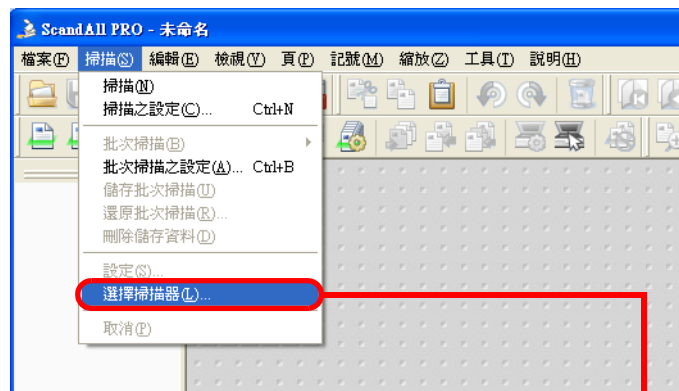 ScandAll PRO - 未命名
檔案(F) 掃描(S) 編輯(E) 檢視(V) 頁(P) 記號(M) 縮放(Z) 工具(T) 說明(H)
掃描(N)
掃描之設定(C)... Ctrl+N
批次掃描(B)
批次掃描之設定(A)... Ctrl+B
儲存批次掃描(U)
還原批次掃描(R)...
刪除儲存資料(D)
設定(S)...
選擇掃描器(L)...
取消(P)